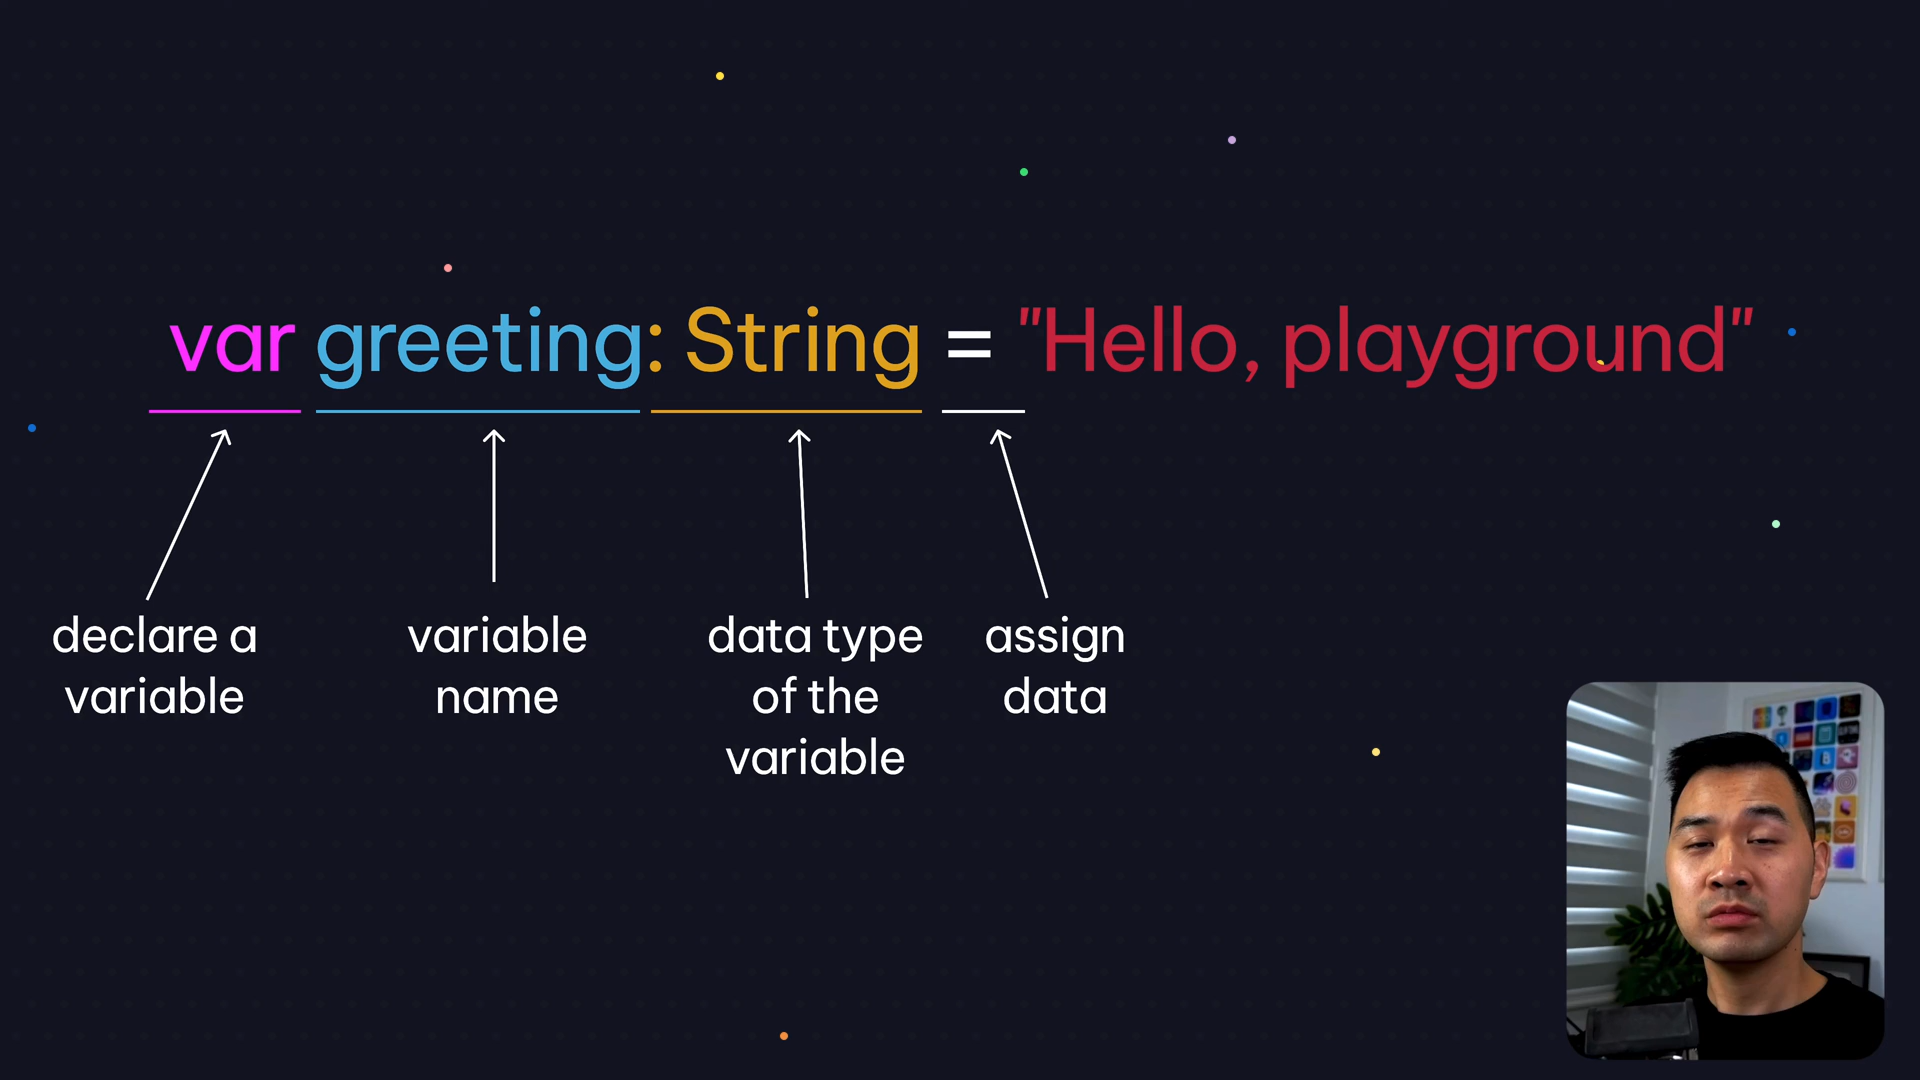 var greeting: String = "Hello, playground"
declare a
variable
variable
name
data type
of the
variable
assign
data